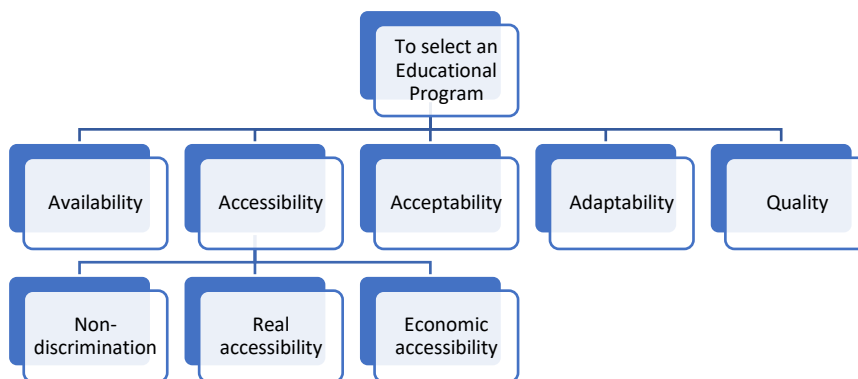 To select an
Educational
Program
Availability
Accessibility
Acceptability
Adaptability
Quality
Non-
discrimination
Real
accessibility
Economic
accessibility